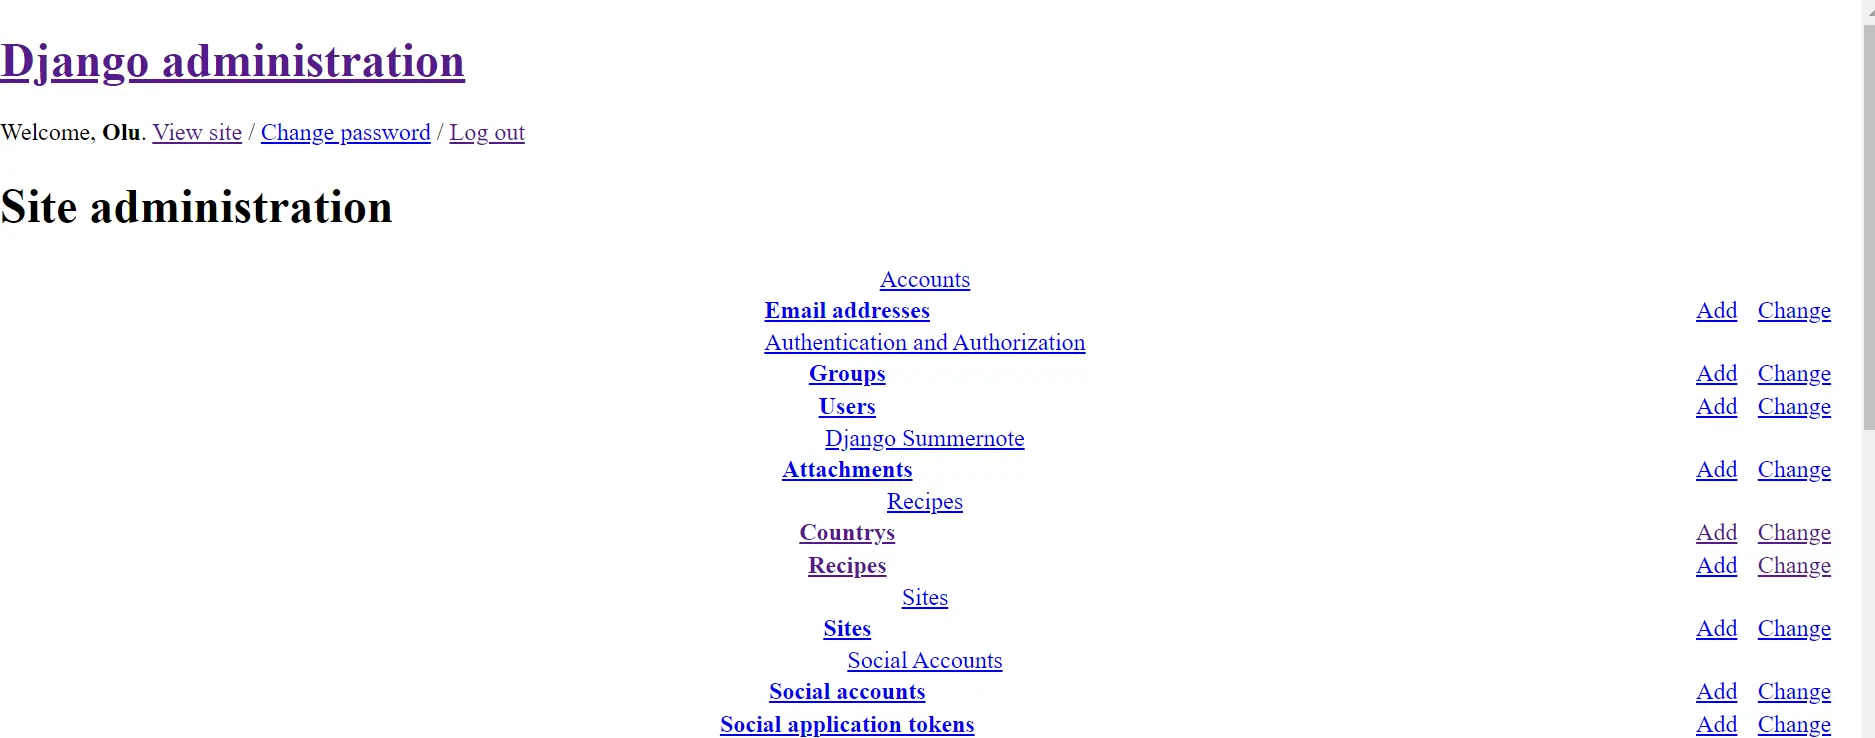 Django administration
Welcome, Olu. View site / Change password / Log out
Site administration
Accounts
Email addresses Add Change
Authentication and Authorization
Groups Add Change
Users Add Change
Django Summernote
Attachments Add Change
Recipes
Countrys Add Change
Recipes Add Change
Sites
Sites Add Change
Social Accounts
Social accounts Add Change
Social application tokens Add Change